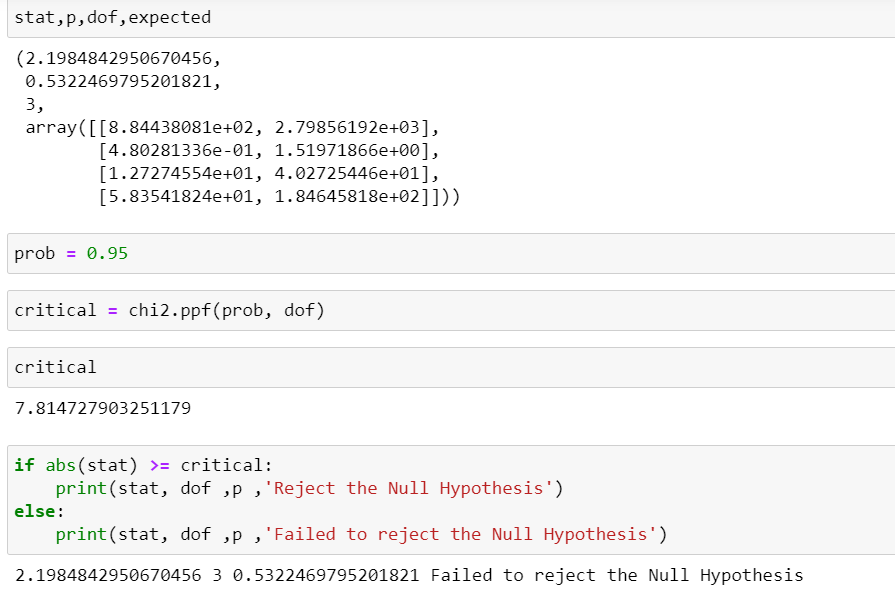 stat,p,dof,expected
(2.1984842950670456,
 0.5322469795201821,
 3,
 array([[8.84438081e+02, 2.79856192e+03],
        [4.80281336e-01, 1.51971866e+00],
        [1.27274554e+01, 4.02725446e+01],
        [5.83541824e+01, 1.84645818e+02]]))
prob = 0.95
critical = chi2.ppf(prob, dof)
critical
7.814727903251179
if abs(stat) >= critical:
    print(stat, dof ,p ,'Reject the Null Hypothesis')
else:
    print(stat, dof ,p ,'Failed to reject the Null Hypothesis')
2.1984842950670456 3 0.5322469795201821 Failed to reject the Null Hypothesis